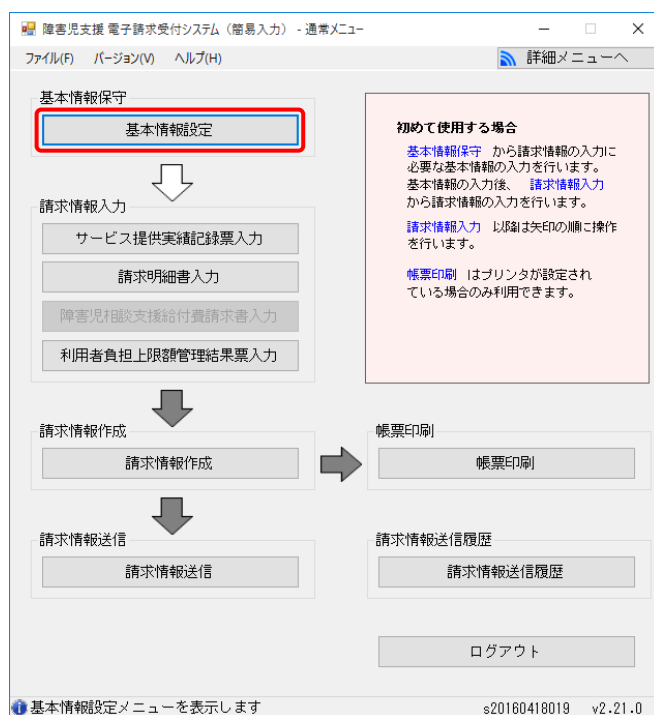 障害児支援 電子請求受付システム（簡易入力） - 通常メニュー
ファイル(F) バージョン(V) ヘルプ(H)
詳細メニューへ
基本情報保守
基本情報設定
請求情報入力
サービス提供実績記録票入力
請求明細書入力
障害児相談支援給付費請求書入力
利用者負担上限額管理結果票入力
請求情報作成
請求情報作成
請求情報送信
請求情報送信
初めて使用する場合
基本情報保守 から請求情報の入力に
必要な基本情報の入力を行います。
基本情報の入力後、 請求情報入力
から請求情報の入力を行います。
請求情報入力 以降は矢印の順に操作
を行います。
帳票印刷 はプリンタが設定され
ている場合のみ利用できます。
帳票印刷
帳票印刷
請求情報送信履歴
請求情報送信履歴
ログアウト
基本情報設定メニューを表示します
s20160418019 v2.21.0